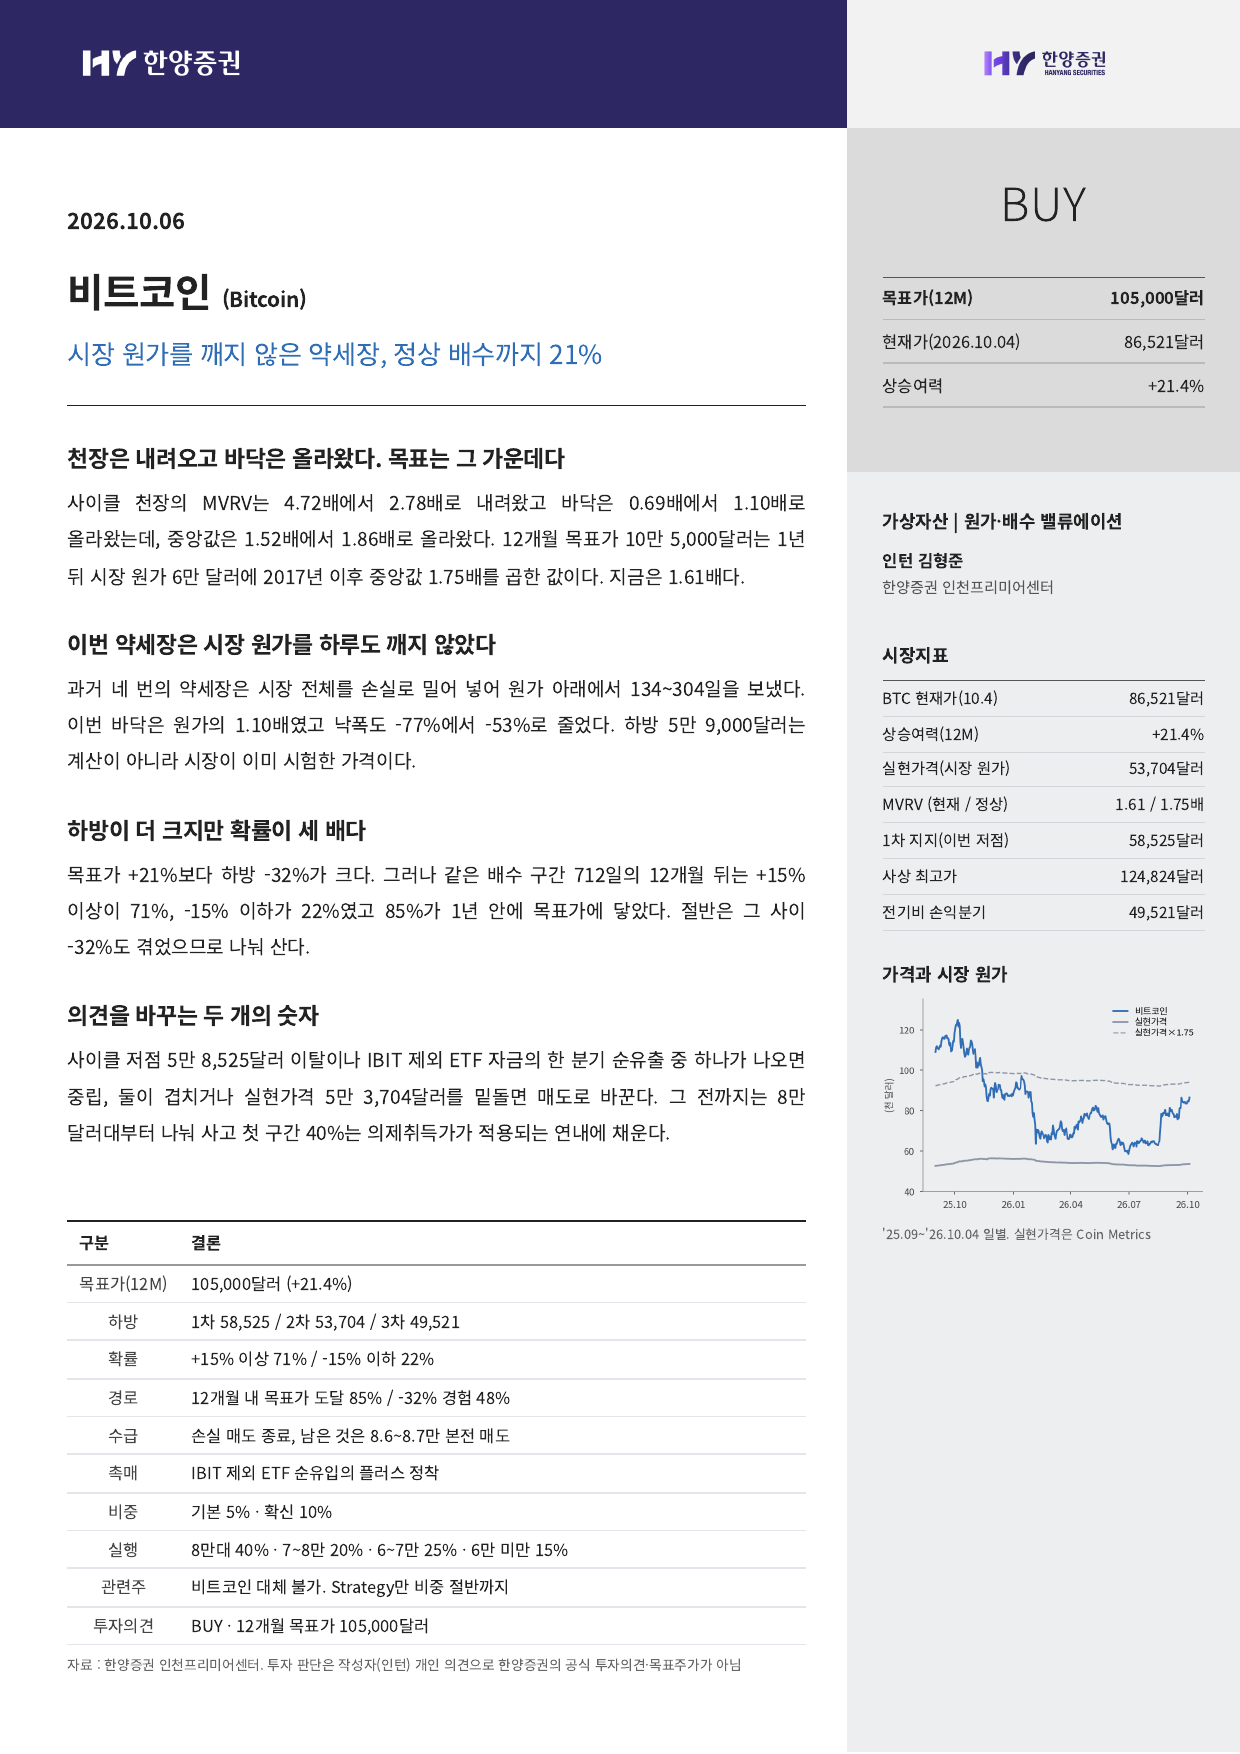 HY 한양증권
HY 한양증권
HANYANG SECURITIES
2026.10.06
비트코인 (Bitcoin)
시장 원가를 깨지 않은 약세장, 정상 배수까지 21%
천장은 내려오고 바닥은 올라왔다. 목표는 그 가운데다
사이클 천장의 MVRV는 4.72배에서 2.78배로 내려왔고 바닥은 0.69배에서 1.10배로
올라왔는데, 중앙값은 1.52배에서 1.86배로 올라왔다. 12개월 목표가 10만 5,000달러는 1년
뒤 시장 원가 6만 달러에 2017년 이후 중앙값 1.75배를 곱한 값이다. 지금은 1.61배다.
이번 약세장은 시장 원가를 하루도 깨지 않았다
과거 네 번의 약세장은 시장 전체를 손실로 밀어 넣어 원가 아래에서 134~304일을 보냈다.
이번 바닥은 원가의 1.10배였고 낙폭도 -77%에서 -53%로 줄었다. 하방 5만 9,000달러는
계산이 아니라 시장이 이미 시험한 가격이다.
하방이 더 크지만 확률이 세 배다
목표가 +21%보다 하방 -32%가 크다. 그러나 같은 배수 구간 712일의 12개월 뒤는 +15%
이상이 71%, -15% 이하가 22%였고 85%가 1년 안에 목표가에 닿았다. 절반은 그 사이
-32%도 겪었으므로 나눠 산다.
의견을 바꾸는 두 개의 숫자
사이클 저점 5만 8,525달러 이탈이나 IBIT 제외 ETF 자금의 한 분기 순유출 중 하나가 나오면
중립, 둘이 겹치거나 실현가격 5만 3,704달러를 밑돌면 매도로 바꾼다. 그 전까지는 8만
달러대부터 나눠 사고 첫 구간 40%는 의제취득가가 적용되는 연내에 채운다.
구분 결론
목표가(12M) 105,000달러 (+21.4%)
하방 1차 58,525 / 2차 53,704 / 3차 49,521
확률 +15% 이상 71% / -15% 이하 22%
경로 12개월 내 목표가 도달 85% / -32% 경험 48%
수급 손실 매도 종료, 남은 것은 8.6~8.7만 본전 매도
촉매 IBIT 제외 ETF 순유입의 플러스 정착
비중 기본 5% · 확신 10%
실행 8만대 40% · 7~8만 20% · 6~7만 25% · 6만 미만 15%
관련주 비트코인 대체 불가. Strategy만 비중 절반까지
투자의견 BUY · 12개월 목표가 105,000달러
자료 : 한양증권 인천프리미어센터. 투자 판단은 작성자(인턴) 개인 의견으로 한양증권의 공식 투자의견·목표주가가 아님
BUY
목표가(12M) 105,000달러
현재가(2026.10.04) 86,521달러
상승여력 +21.4%
가상자산 | 원가·배수 밸류에이션
인턴 김형준
한양증권 인천프리미어센터
시장지표
BTC 현재가(10.4) 86,521달러
상승여력(12M) +21.4%
실현가격(시장 원가) 53,704달러
MVRV (현재 / 정상) 1.61 / 1.75배
1차 지지(이번 저점) 58,525달러
사상 최고가 124,824달러
전기비 손익분기 49,521달러
가격과 시장 원가
비트코인
실현가격
실현가격×1.75
(천 달러)
120
100
80
60
40
25.10 26.01 26.04 26.07 26.10
'25.09~'26.10.04 일별. 실현가격은 Coin Metrics